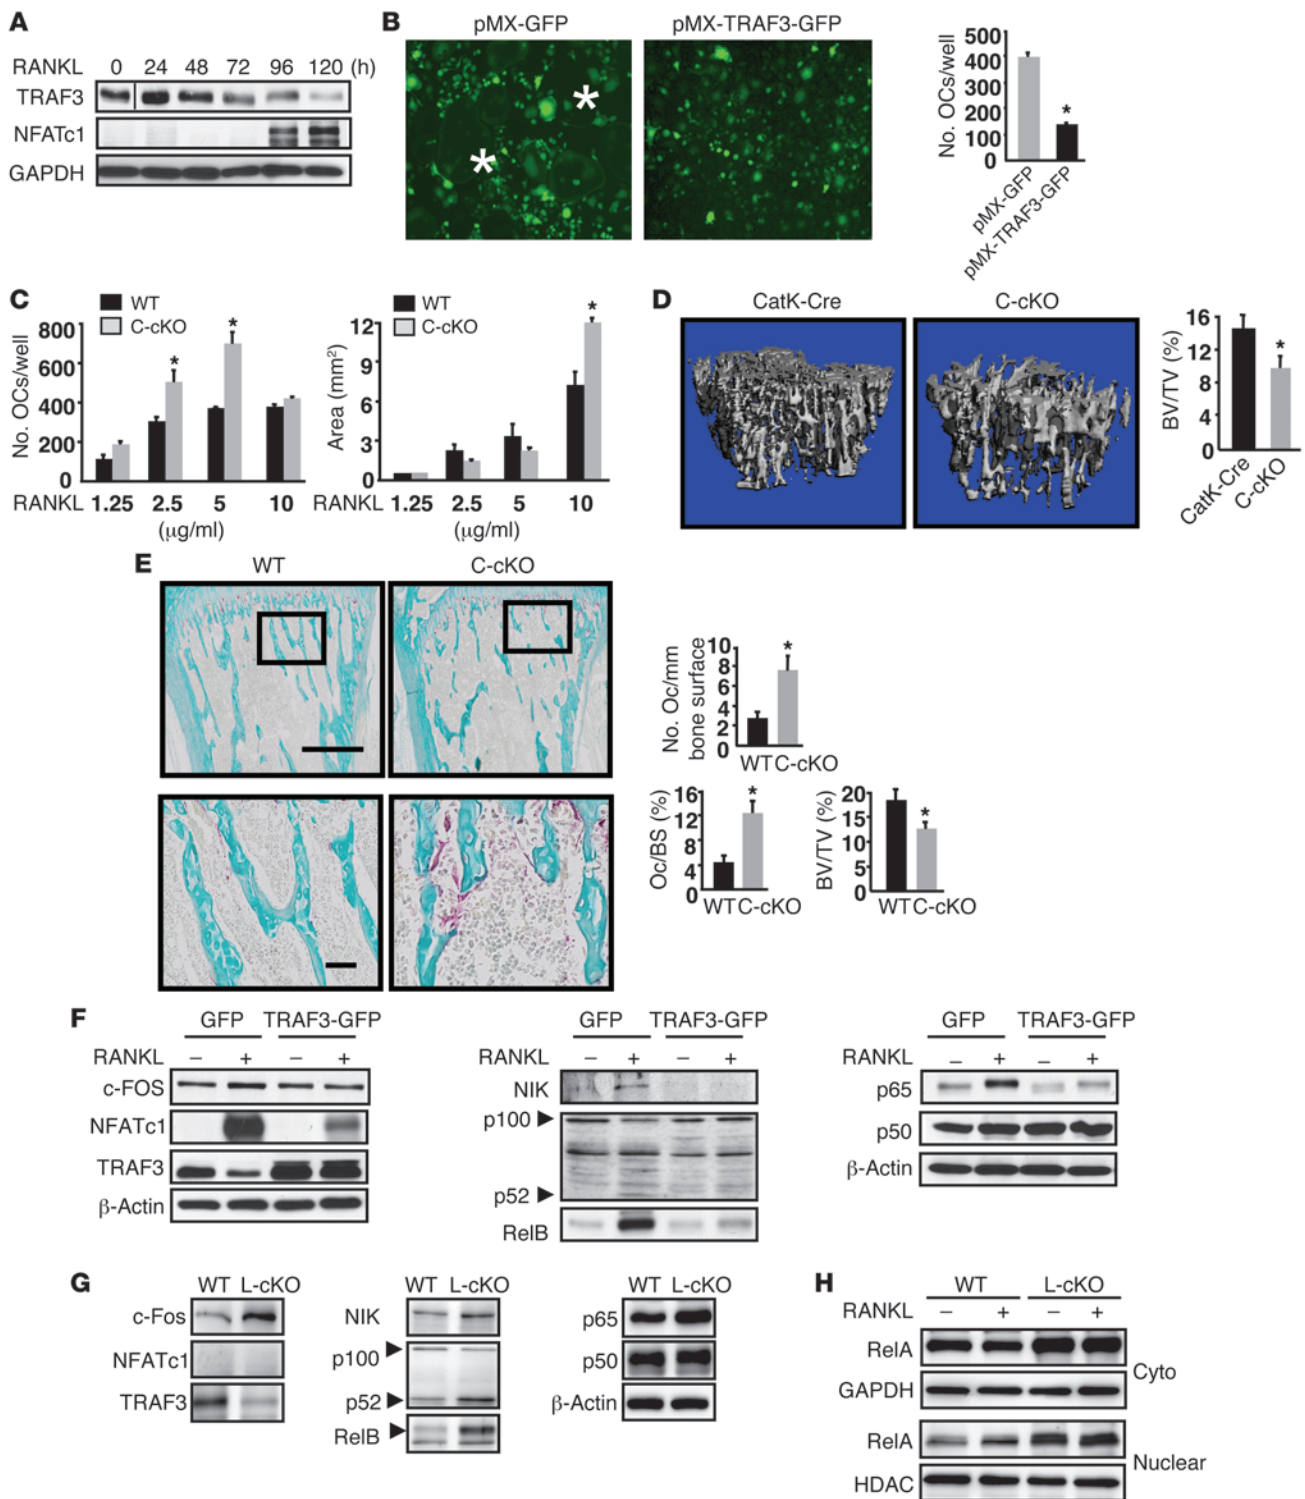 A
RANKL 0 24 48 72 96 120 (h)
TRAF3
NFATc1
GAPDH
B
pMX-GFP pMX-TRAF3-GFP
*
*
No. OCs/well
500
400
300
200
100
0
*
pMX-GFP
pMX-TRAF3-GFP
C
WT
C-cKO
No. OCs/well
800
600
400
200
0
* *
RANKL 1.25 2.5 5 10
(μg/ml)
WT
C-cKO
Area (mm²)
12
9
6
3
0
*
RANKL 1.25 2.5 5 10
(μg/ml)
D
CatK-Cre C-cKO
BV/TV (%)
16
12
8
4
0
*
CatK-Cre
C-cKO
E
WT C-cKO
No. Oc/mm
bone surface
10
8
6
4
2
0
*
WT C-cKO
Oc/BS (%)
16
12
8
4
0
*
WT C-cKO
BV/TV (%)
20
15
10
5
0
*
WT C-cKO
F
GFP TRAF3-GFP
RANKL – + – +
c-FOS
NFATc1
TRAF3
β-Actin
GFP TRAF3-GFP
RANKL – + – +
NIK
p100
p52
RelB
GFP TRAF3-GFP
RANKL – + – +
p65
p50
β-Actin
G
WT L-cKO
c-Fos
NFATc1
TRAF3
WT L-cKO
NIK
p100
p52
RelB
WT L-cKO
p65
p50
β-Actin
H
WT L-cKO
RANKL – + – +
RelA
GAPDH
Cyto
RelA
HDAC
Nuclear